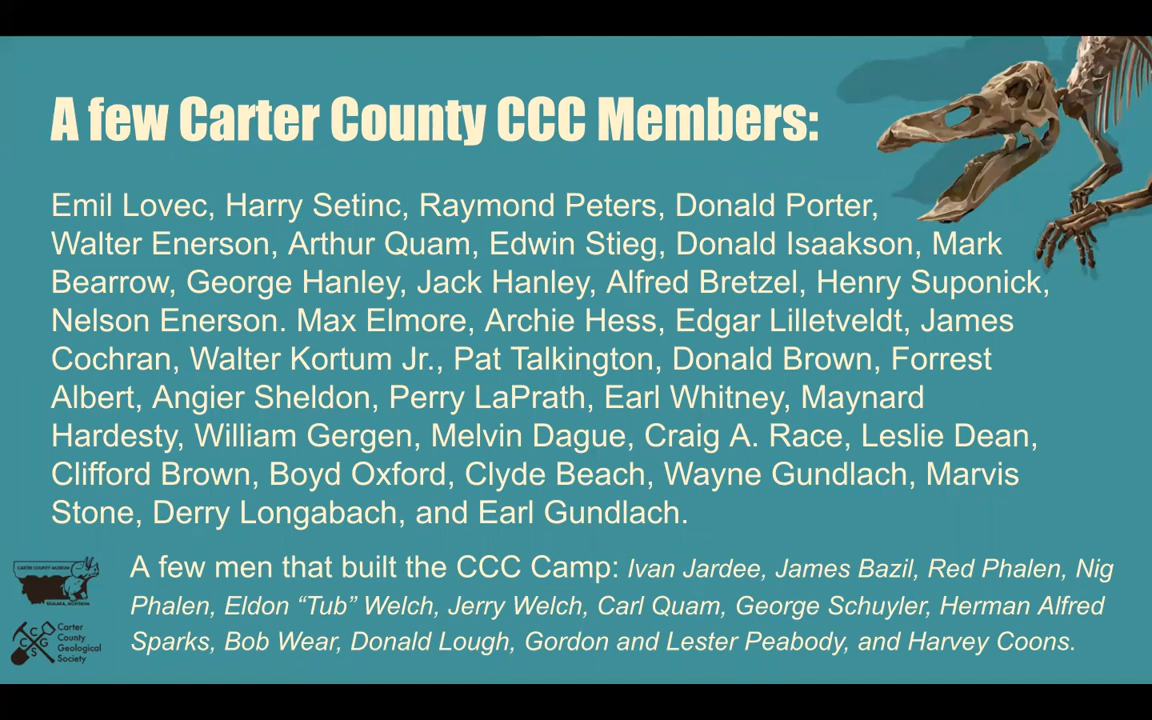 A few Carter County CCC Members:
Emil Lovec, Harry Setinc, Raymond Peters, Donald Porter,
Walter Enerson, Arthur Quam, Edwin Stieg, Donald Isaakson, Mark
Bearrow, George Hanley, Jack Hanley, Alfred Bretzel, Henry Suponick,
Nelson Enerson. Max Elmore, Archie Hess, Edgar Lilletveldt, James
Cochran, Walter Kortum Jr., Pat Talkington, Donald Brown, Forrest
Albert, Angier Sheldon, Perry LaPrath, Earl Whitney, Maynard
Hardesty, William Gergen, Melvin Dague, Craig A. Race, Leslie Dean,
Clifford Brown, Boyd Oxford, Clyde Beach, Wayne Gundlach, Marvis
Stone, Derry Longabach, and Earl Gundlach.
A few men that built the CCC Camp: Ivan Jardee, James Bazil, Red Phalen, Nig
Phalen, Eldon “Tub” Welch, Jerry Welch, Carl Quam, George Schuyler, Herman Alfred
Sparks, Bob Wear, Donald Lough, Gordon and Lester Peabody, and Harvey Coons.
CARTER COUNTY MUSEUM
EKALAKA, MONTANA
C C G S
Carter
County
Geological
Society